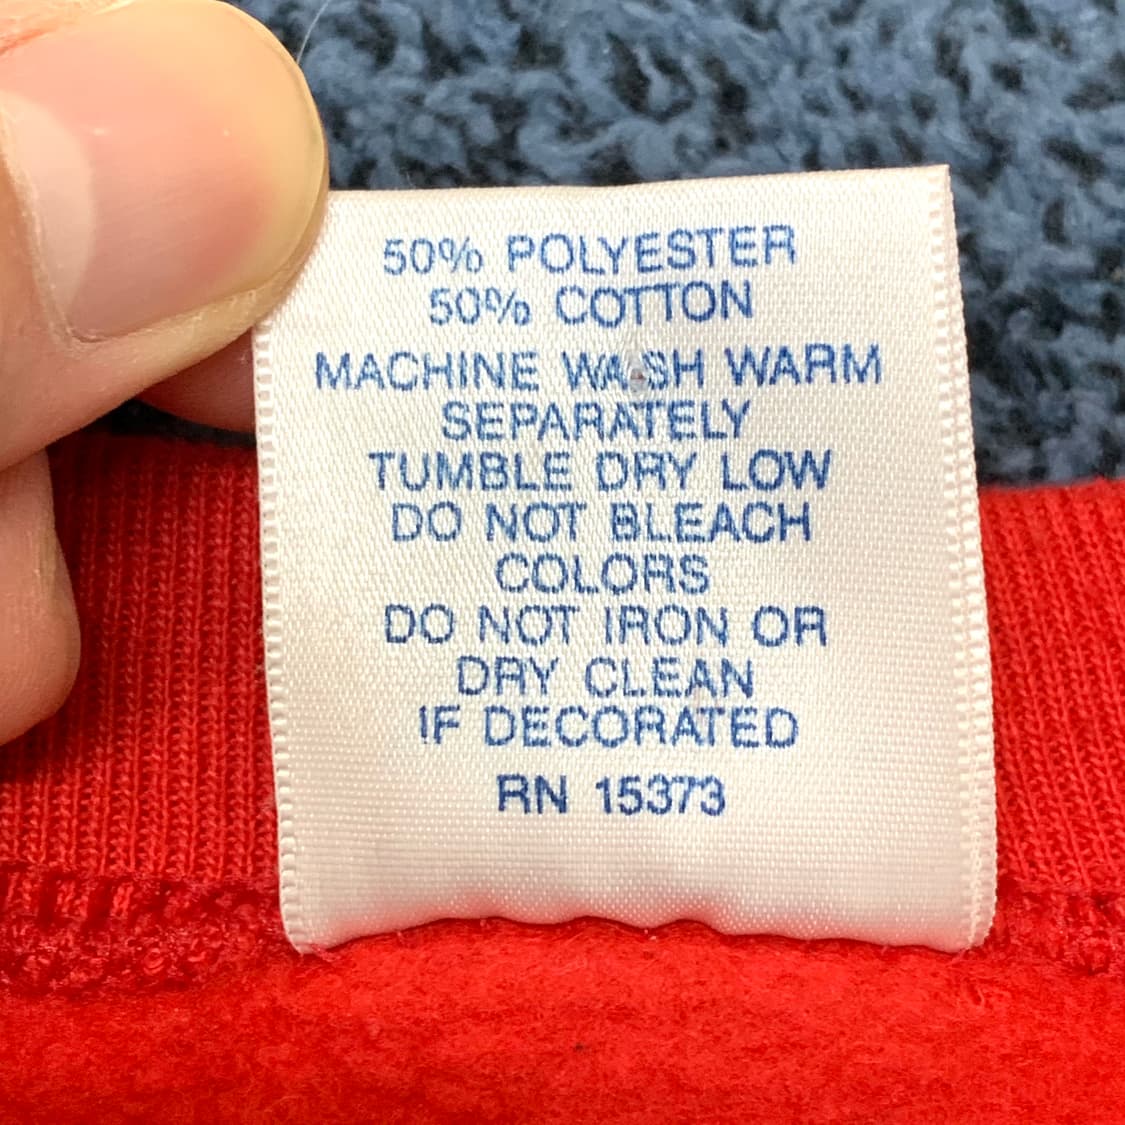 50% POLYESTER
50% COTTON
MACHINE WASH WARM
SEPARATELY
TUMBLE DRY LOW
DO NOT BLEACH
COLORS
DO NOT IRON OR
DRY CLEAN
IF DECORATED
RN 15373